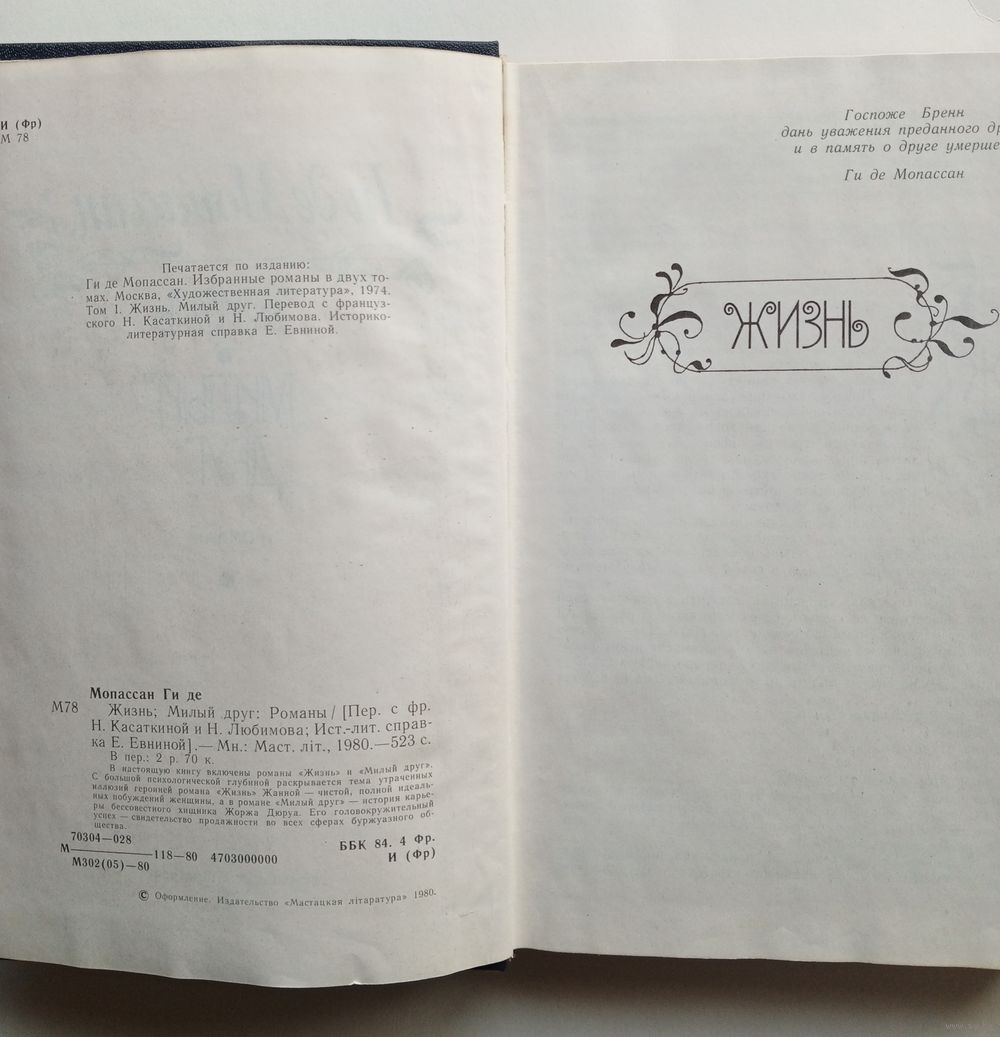 И (Фр)
М 78
Печатается по изданию:
Ги де Мопассан. Избранные романы в двух то-
мах. Москва, «Художественная литература», 1974.
Том 1. Жизнь. Милый друг. Перевод с француз-
ского Н. Касаткиной и Н. Любимова. Историко-
литературная справка Е. Евниной.
Мопассан Ги де
М78 Жизнь; Милый друг: Романы / [Пер. с фр.
Н. Касаткиной и Н. Любимова; Ист.-лит. справ-
ка Е. Евниной].— Мн.: Маст. літ., 1980.—523 с.
В пер.: 2 р. 70 к.
В настоящую книгу включены романы «Жизнь» и «Милый друг».
С большой психологической глубиной раскрывается тема утраченных
иллюзий героиней романа «Жизнь» Жанной — чистой, полной идеаль-
ных побуждений женщины, а в романе «Милый друг» — история карье-
ры бессовестного хищника Жоржа Дюруа. Его головокружительный
успех — свидетельство продажности во всех сферах буржуазного об-
щества.
70304—028
М—118—80 4703000000
М302(05)—80
ББК 84. 4 Фр.
И (Фр)
© Оформление. Издательство «Мастацкая літаратура» 1980.
Госпоже Бренн
дань уважения преданного др
и в память о друге умерше
Ги де Мопассан
ЖИЗНЬ